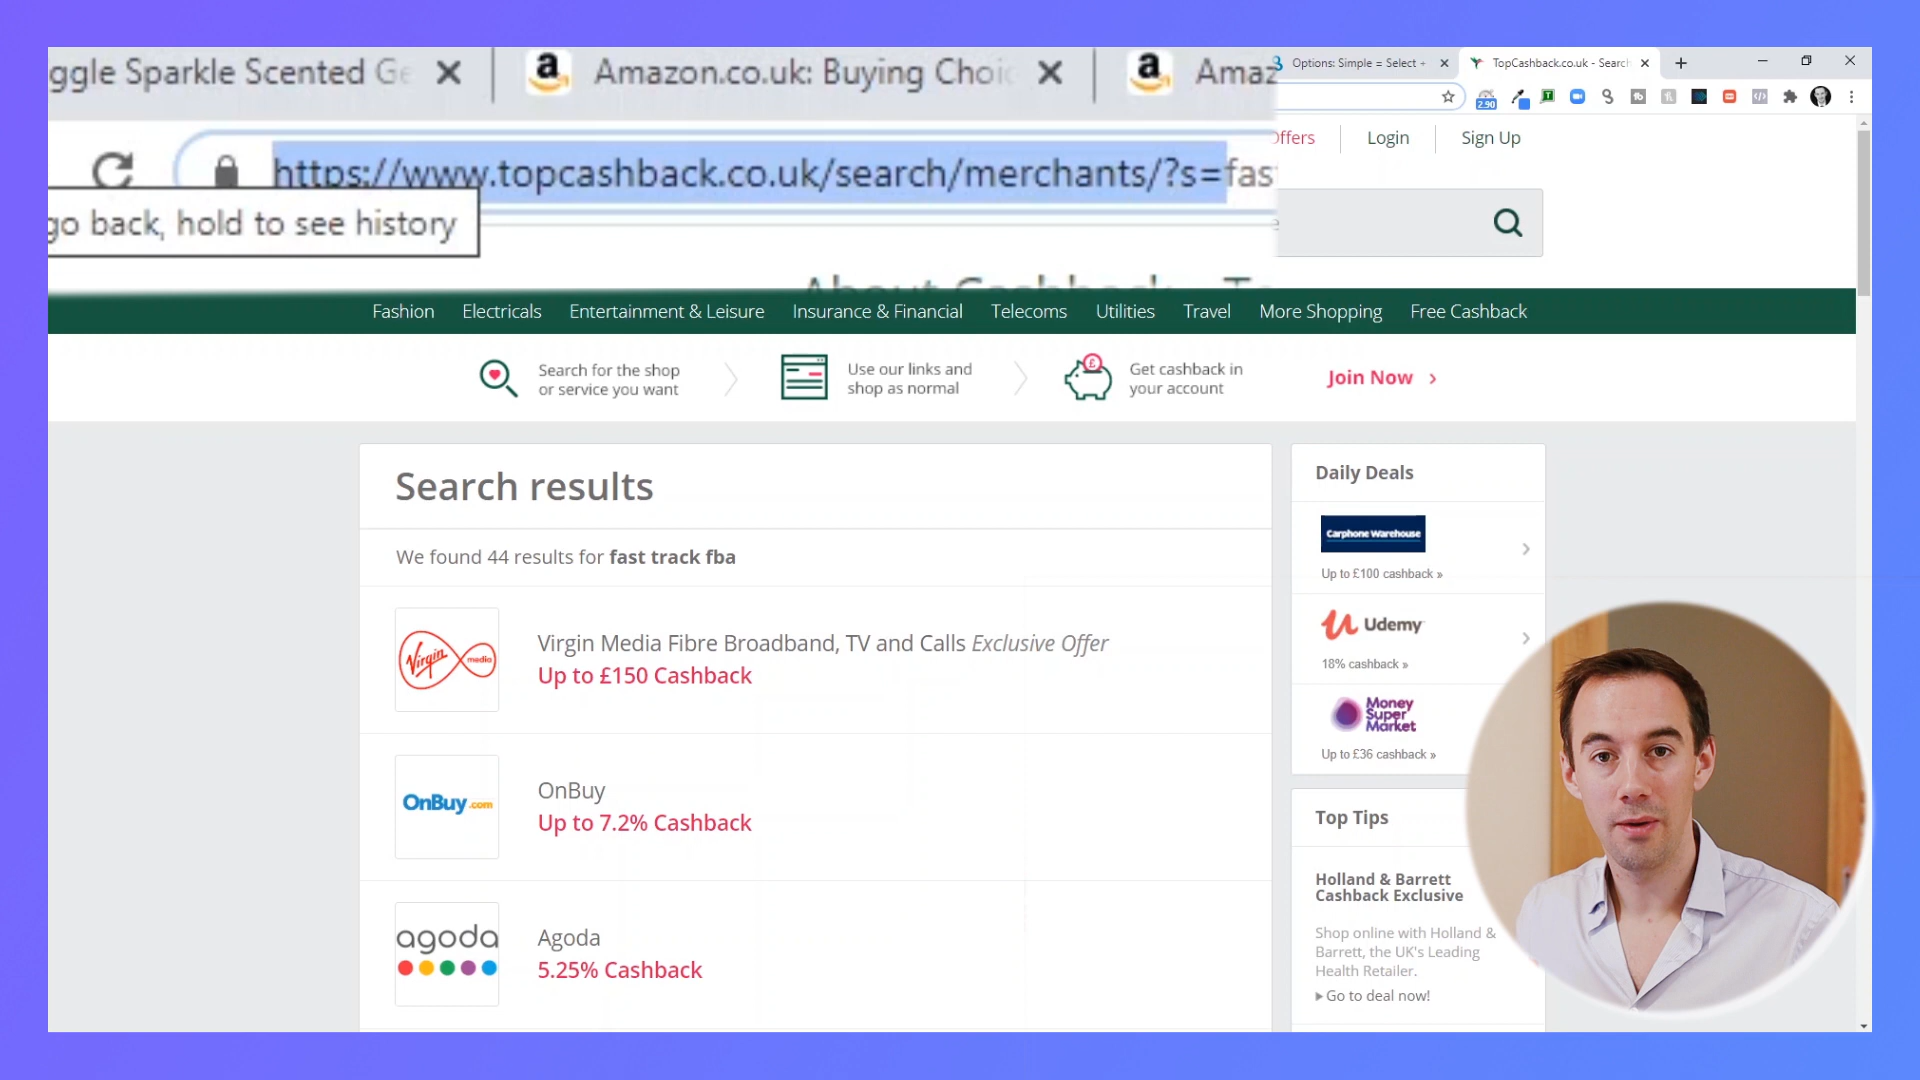 ggle Sparkle Scented Ge
Amazon.co.uk: Buying Choic
Amaz
Options: Simple = Select +
TopCashback.co.uk - Search
2.90
https://www.topcashback.co.uk/search/merchants/?s=fas
go back, hold to see history
Offers
Login
Sign Up
Fashion
Electricals
Entertainment & Leisure
Insurance & Financial
Telecoms
Utilities
Travel
More Shopping
Free Cashback
Search for the shop
or service you want
Use our links and
shop as normal
Get cashback in
your account
Join Now
Search results
We found 44 results for fast track fba
Virgin media
Virgin Media Fibre Broadband, TV and Calls Exclusive Offer
Up to £150 Cashback
OnBuy.com
OnBuy
Up to 7.2% Cashback
agoda
Agoda
5.25% Cashback
Daily Deals
Carphone Warehouse
Up to £100 cashback »
Udemy
18% cashback »
Money
Super
Market
Up to £36 cashback »
Top Tips
Holland & Barrett
Cashback Exclusive
Shop online with Holland &
Barrett, the UK's Leading
Health Retailer.
Go to deal now!